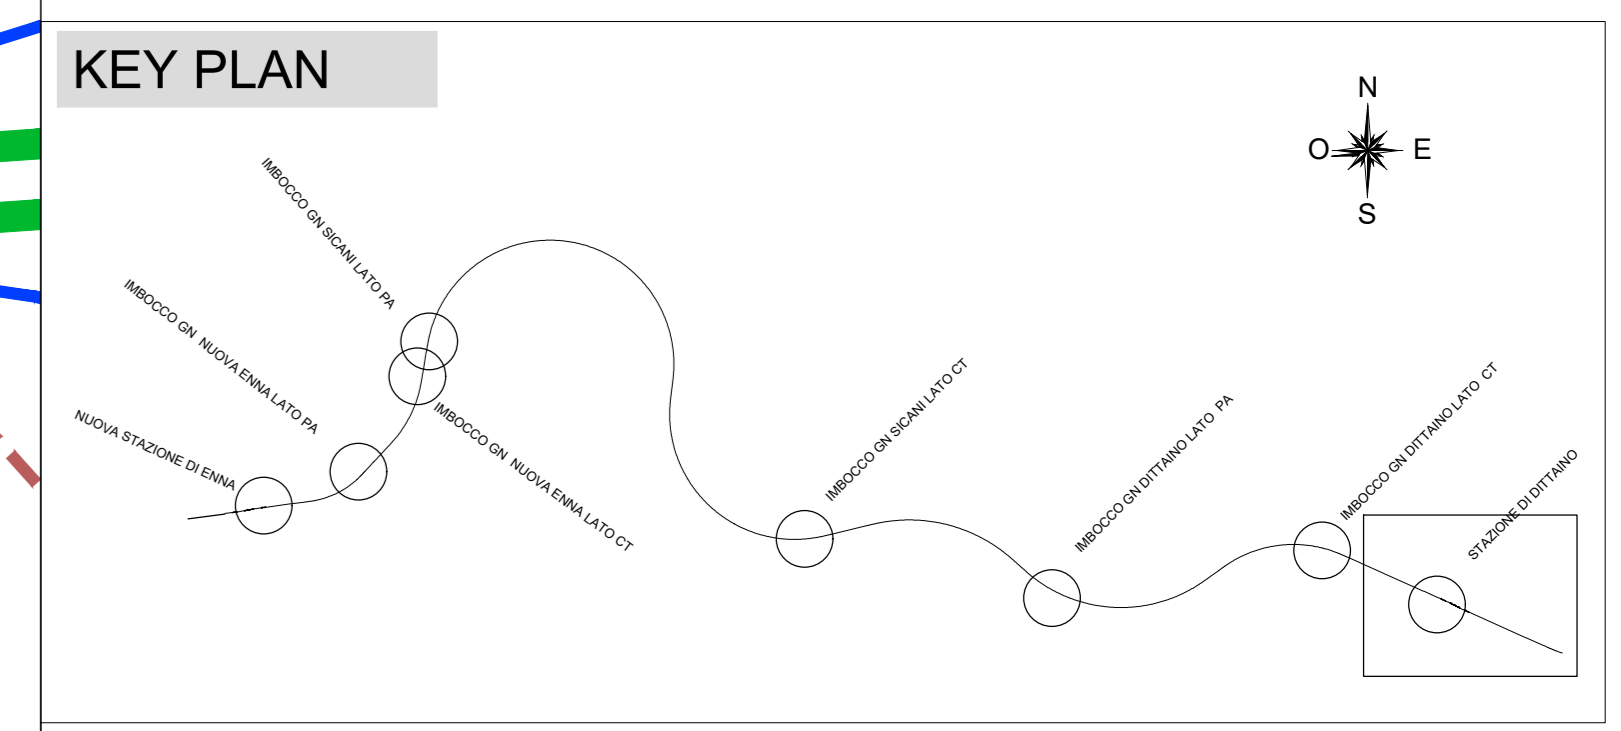 KEY PLAN
N
O
E
S
IMBOCCO GN SICANI LATO PA
IMBOCCO GN NUOVA ENNA LATO PA
NUOVA STAZIONE DI ENNA
IMBOCCO GN NUOVA ENNA LATO CT
IMBOCCO GN SICANI LATO CT
IMBOCCO GN DITTAINO LATO PA
IMBOCCO GN DITTAINO LATO CT
STAZIONE DI DITTAINO